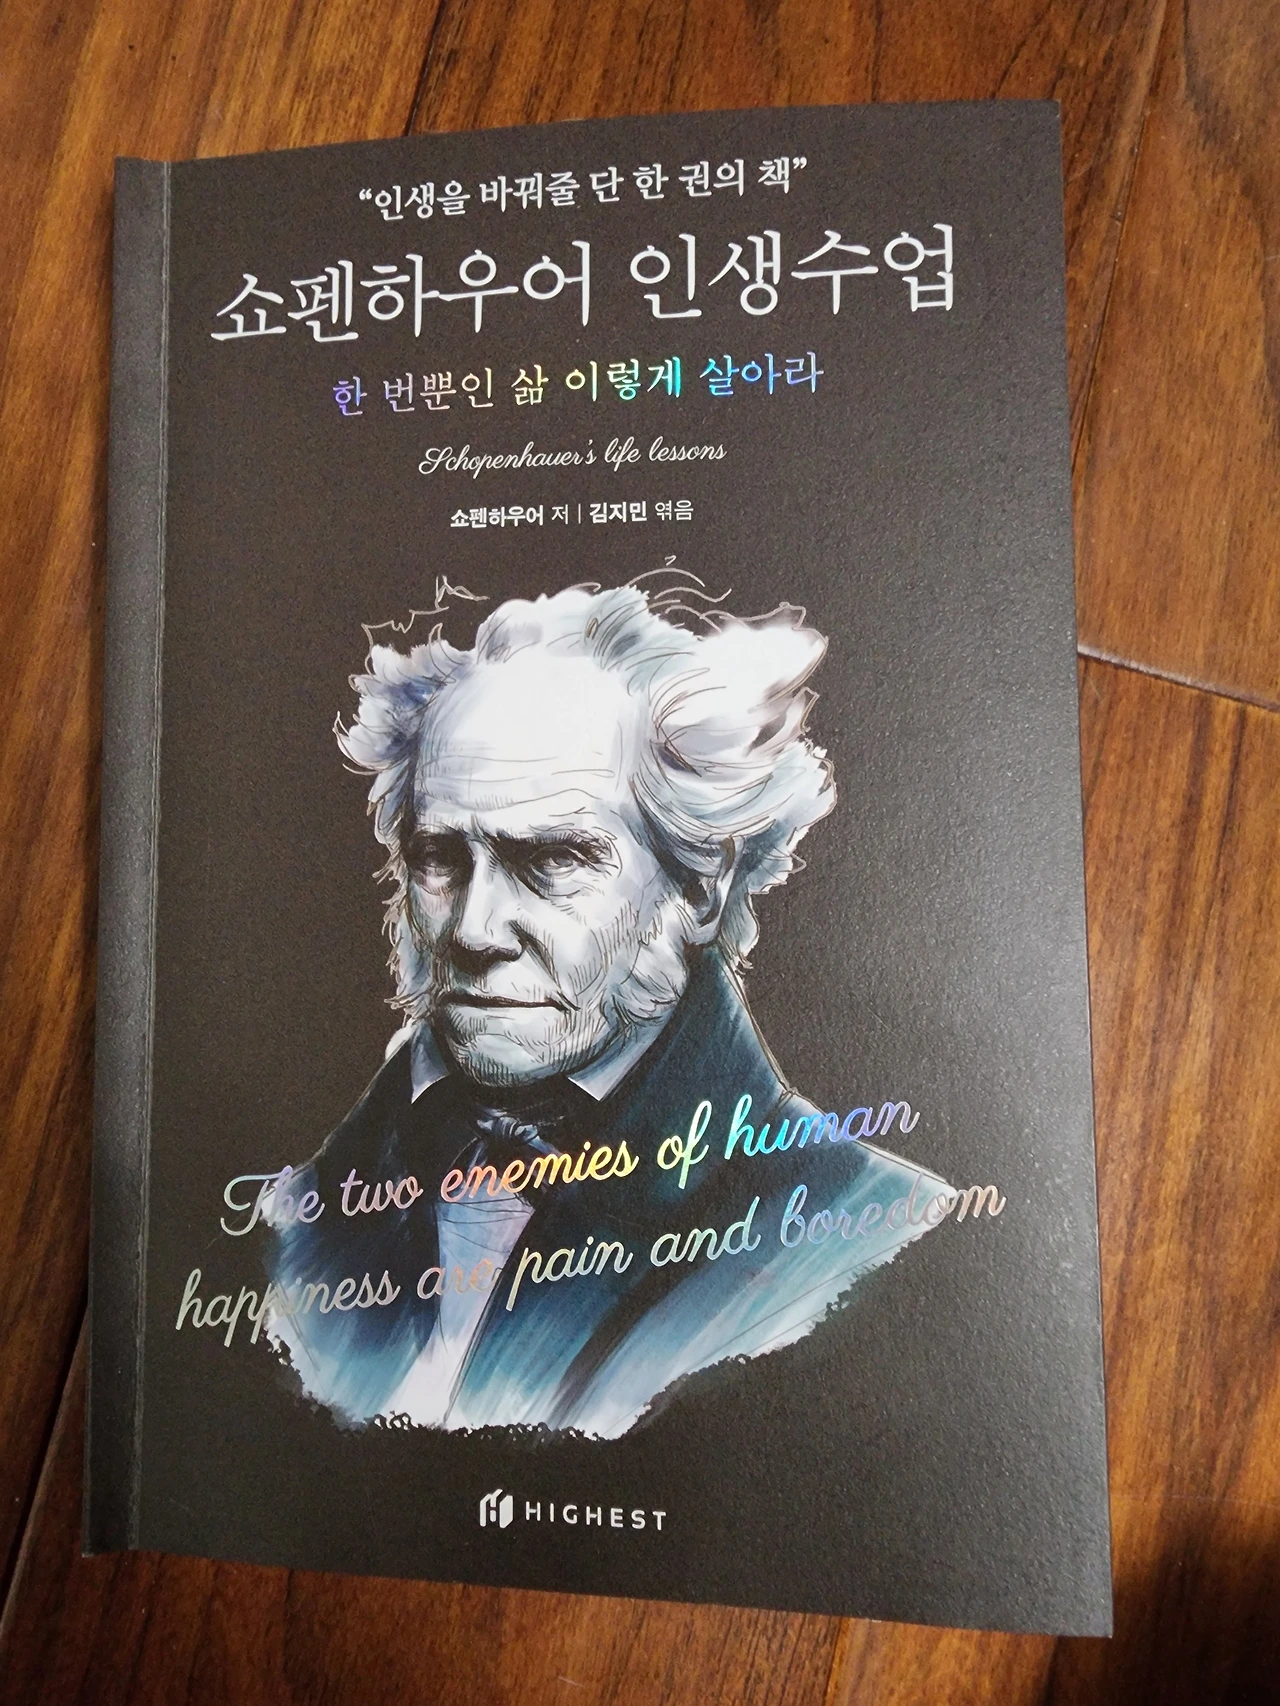 “인생을 바꿔줄 단 한 권의 책”
쇼펜하우어 인생수업
한 번뿐인 삶 이렇게 살아라
Schopenhauer's life lessons
쇼펜하우어 저 | 김지민 엮음
The two enemies of human
happiness are pain and boredom
HIGHEST